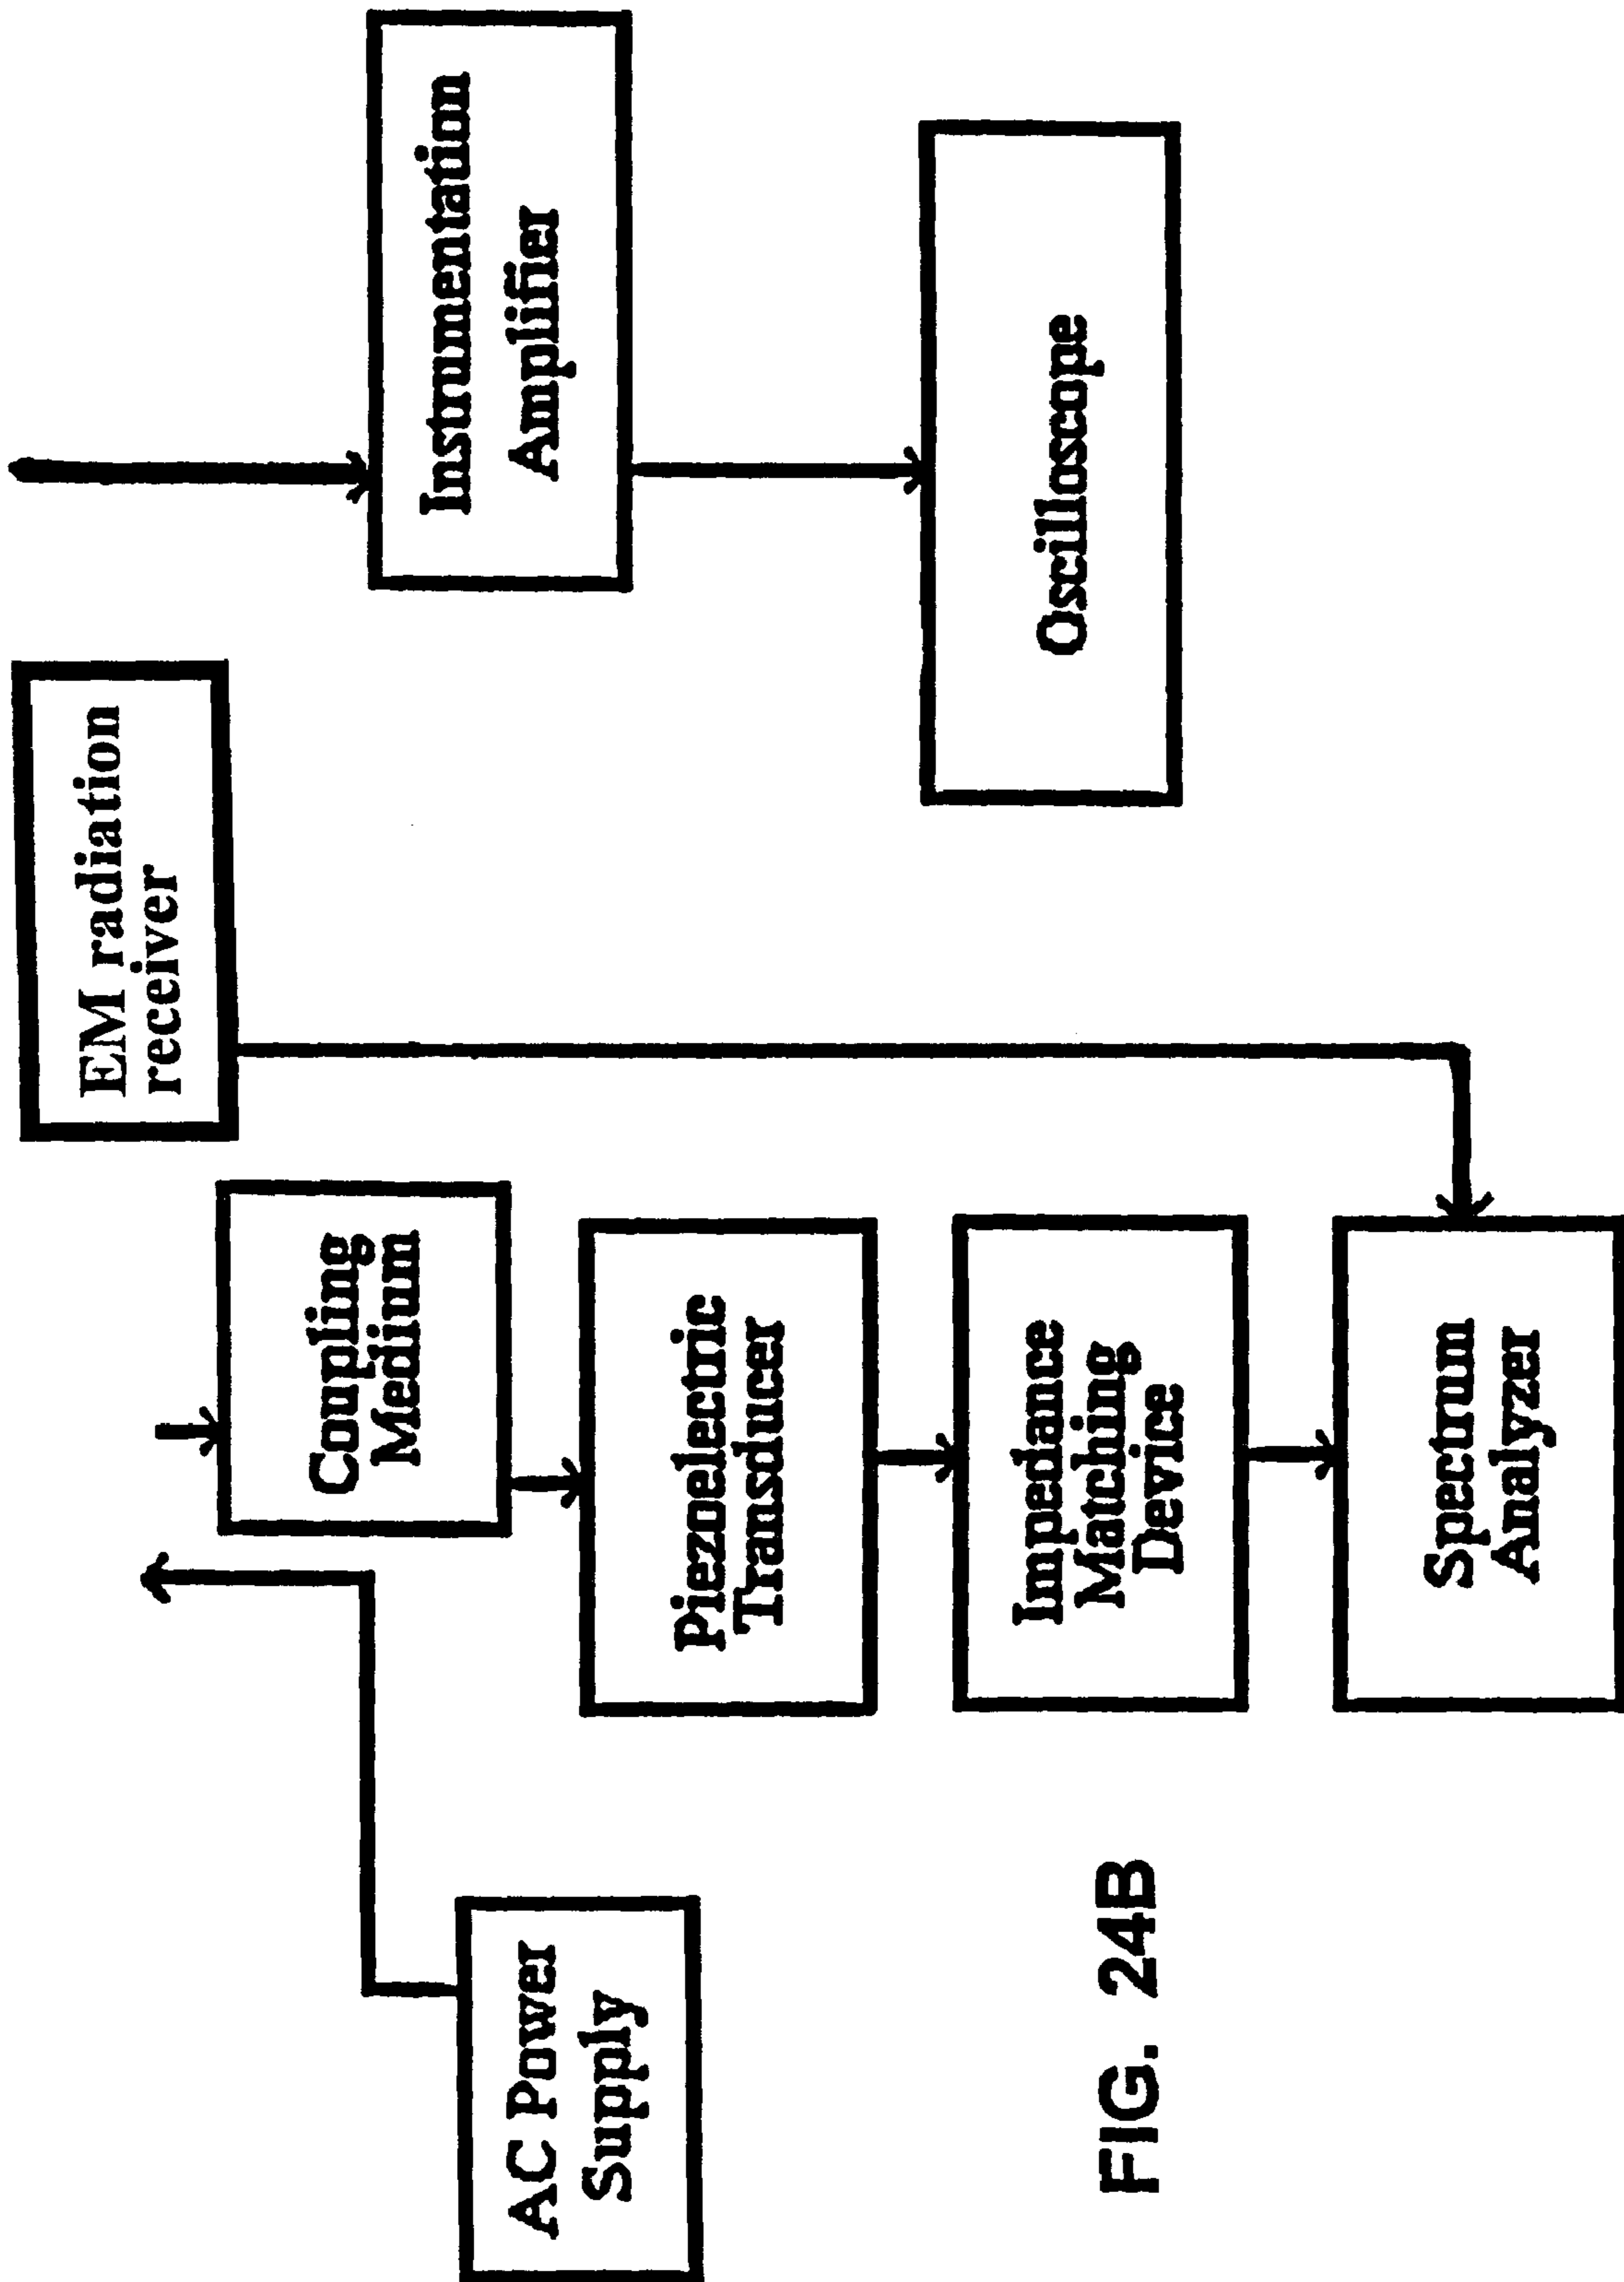 AC Power
Supply
Coupling
Medium
Piezoelectric
Transducer
Impedance
Matching
Device
Spectrum
Analyzer
EM radiation
receiver
Instrumentation
Amplifier
Oscilloscope
FIG. 24B